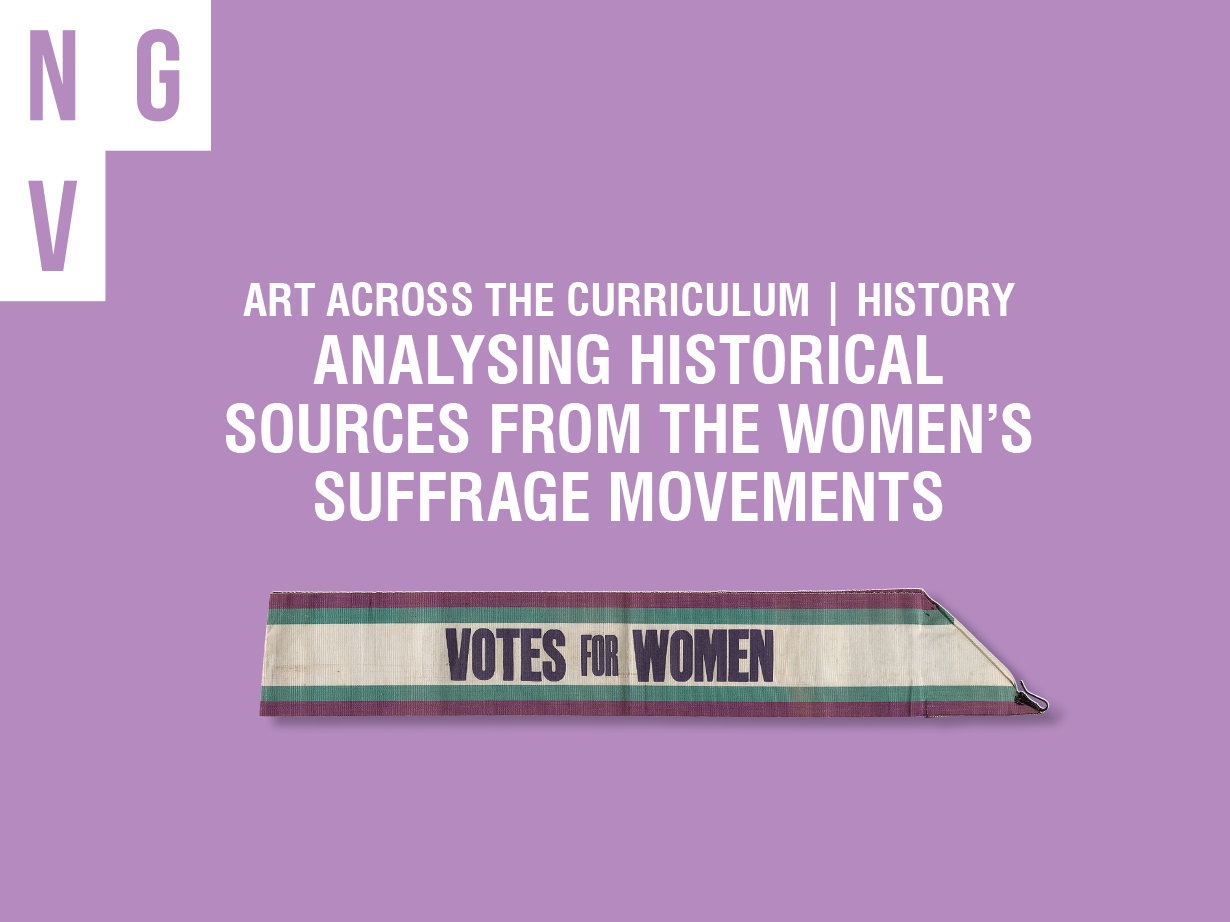 N G
V
ART ACROSS THE CURRICULUM | HISTORY
ANALYSING HISTORICAL
SOURCES FROM THE WOMEN’S
SUFFRAGE MOVEMENTS
VOTES FOR WOMEN